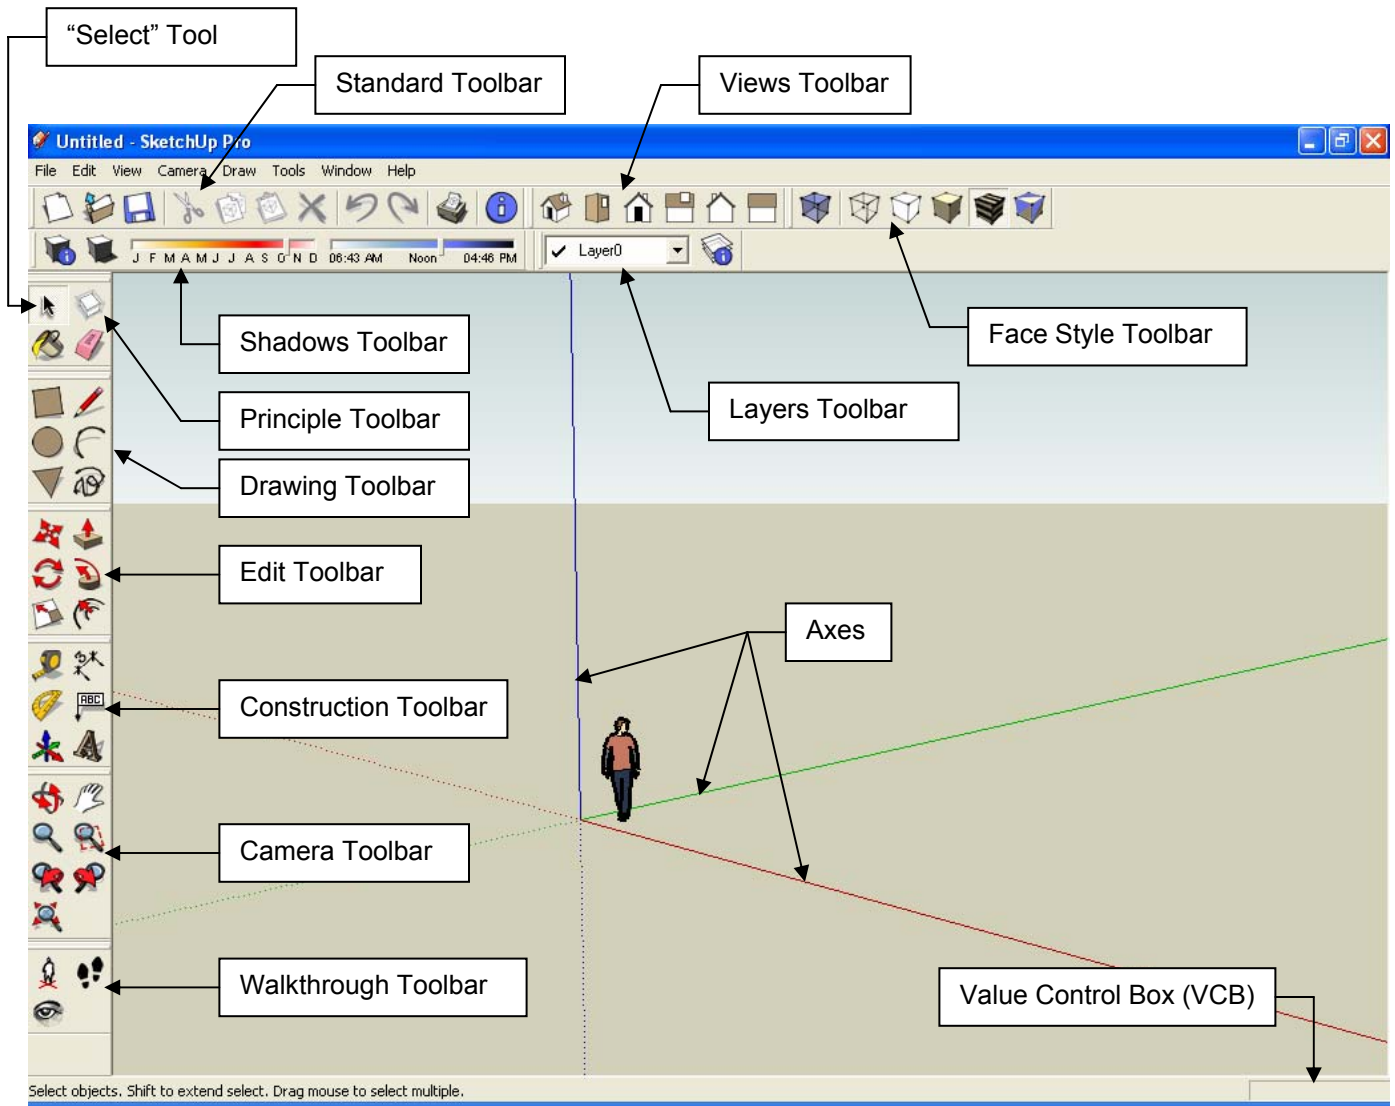 “Select” Tool
Standard Toolbar
Views Toolbar
Untitled - SketchUp Pro
File Edit View Camera Draw Tools Window Help
J F M A M J J A S O N D 06:43 AM Noon 04:46 PM
Layer0
Shadows Toolbar
Face Style Toolbar
Principle Toolbar
Layers Toolbar
Drawing Toolbar
Edit Toolbar
Axes
ABC
Construction Toolbar
Camera Toolbar
Walkthrough Toolbar
Value Control Box (VCB)
Select objects. Shift to extend select. Drag mouse to select multiple.